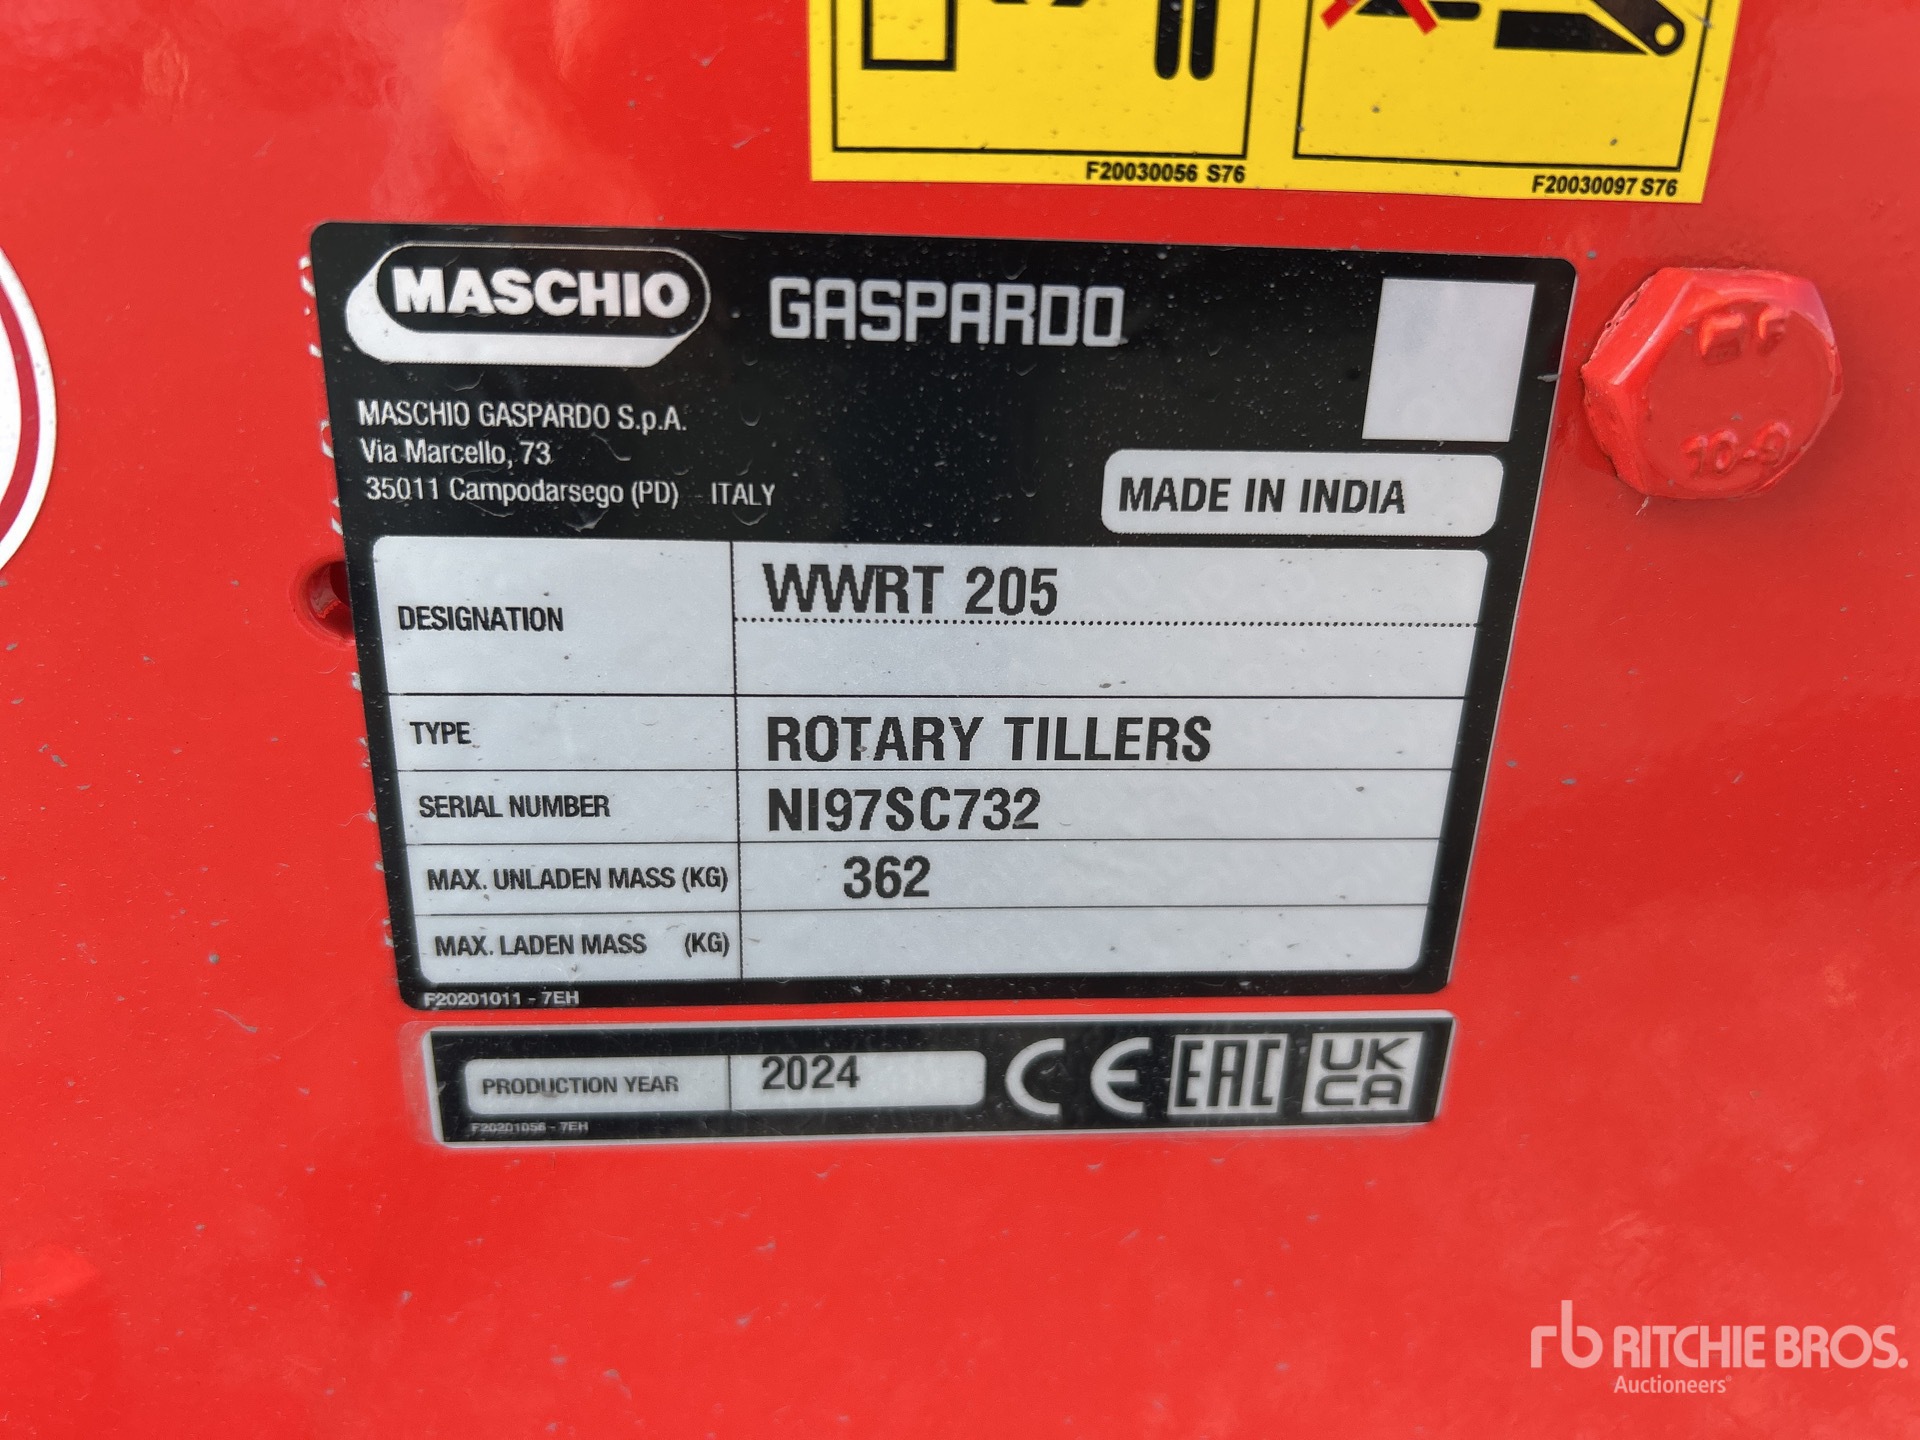 F20030056 S76
F20030097 S76
MASCHIO GASPARDO
MASCHIO GASPARDO S.p.A.
Via Marcello, 73
35011 Campodarsego (PD) ITALY
MADE IN INDIA
DESIGNATION WWRT 205
TYPE ROTARY TILLERS
SERIAL NUMBER NI97SC732
MAX. UNLADEN MASS (KG) 362
MAX. LADEN MASS (KG)
F20201011 - 7EH
PRODUCTION YEAR 2024 CE EAC UK CA
F20201056 - 7EH
10-9
rb RITCHIE BROS.
Auctioneers